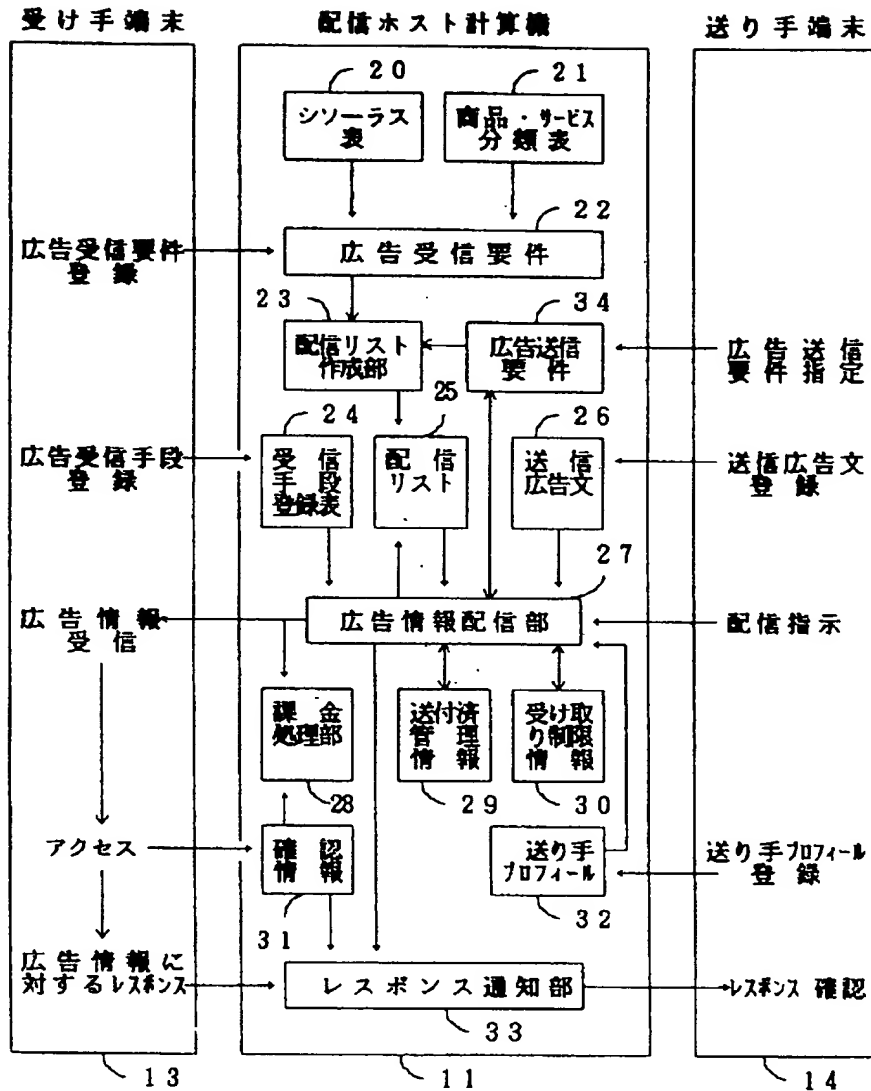 受け手端末
配信ホスト計算機
送り手端末
20
21
シソーラス
表
商品・サービス
分類表
22
広告受信要件
登録
広告受信要件
23
34
配信リスト
作成部
広告送信
要件
広告送信
要件指定
24
25
26
広告受信手段
登録
受信
手段
登録表
配信
リスト
送信
広告文
送信広告文
登録
27
広告情報
受信
広告情報配信部
配信指示
課金
処理部
送付済
管理
情報
受け取
り制限
情報
28
29
30
アクセス
確認
情報
送り手
プロフィール
送り手プロフィール
登録
31
32
広告情報に
対するレスポンス
レスポンス通知部
レスポンス確認
33
13
11
14